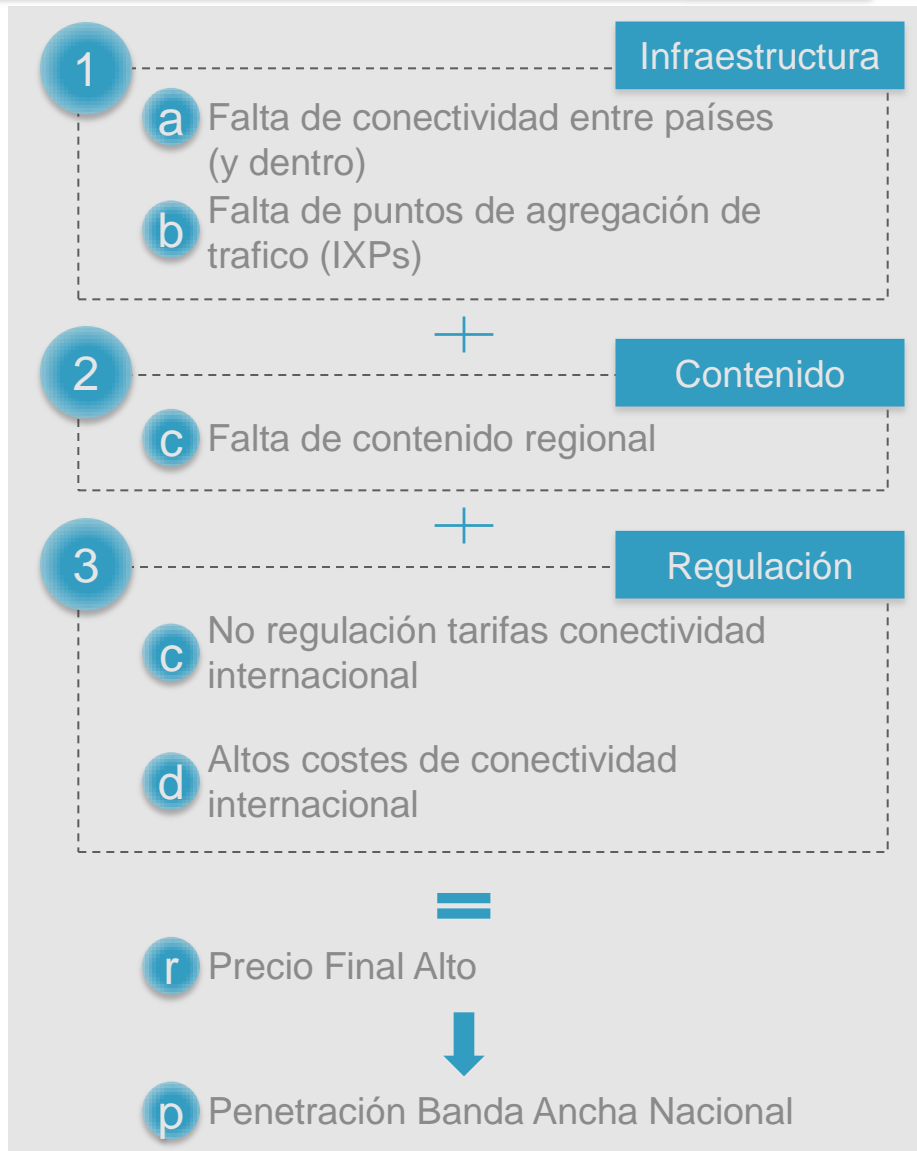 1
Infraestructura
a
Falta de conectividad entre países
(y dentro)
b
Falta de puntos de agregación de
trafico (IXPs)
+
2
Contenido
c
Falta de contenido regional
+
3
Regulación
c
No regulación tarifas conectividad
internacional
d
Altos costes de conectividad
internacional
=
r
Precio Final Alto
p
Penetración Banda Ancha Nacional